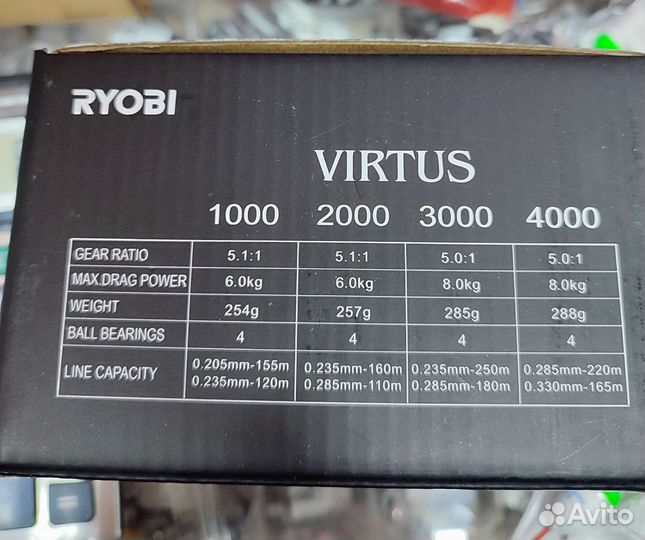 RYOBI
VIRTUS
1000 2000 3000 4000
GEAR RATIO 5.1:1 5.1:1 5.0:1 5.0:1
MAX.DRAG POWER 6.0kg 6.0kg 8.0kg 8.0kg
WEIGHT 254g 257g 285g 288g
BALL BEARINGS 4 4 4 4
LINE CAPACITY 0.205mm-155m 0.235mm-160m 0.235mm-250m 0.285mm-220m
0.235mm-120m 0.285mm-110m 0.285mm-180m 0.330mm-165m
Avito